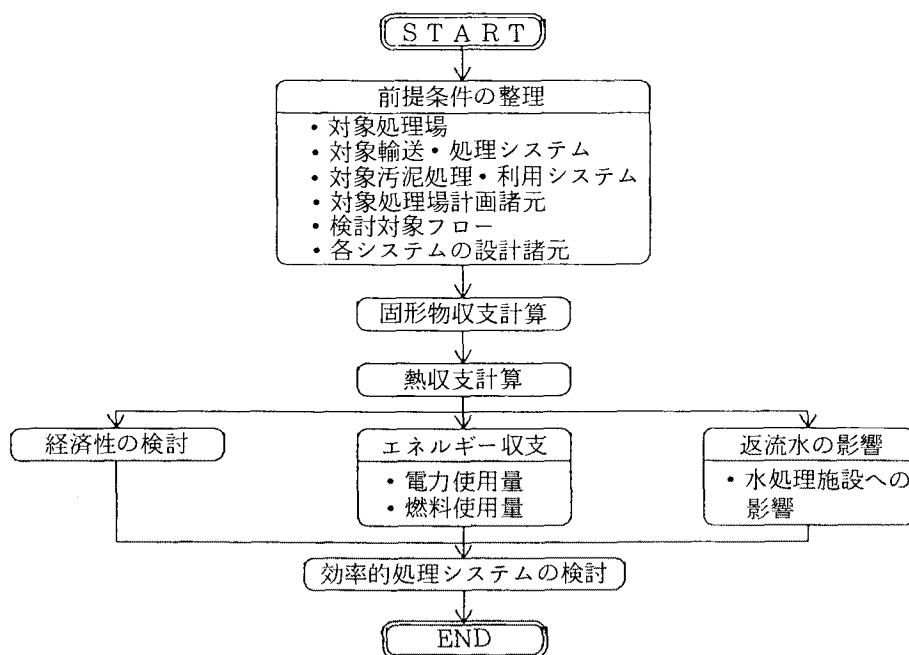 START
前提条件の整理
・対象処理場
・対象輸送・処理システム
・対象汚泥処理・利用システム
・対象処理場計画諸元
・検討対象フロー
・各システムの設計諸元
固形物収支計算
熱収支計算
経済性の検討
エネルギー収支
・電力使用量
・燃料使用量
返流水の影響
・水処理施設への
影響
効率的処理システムの検討
END